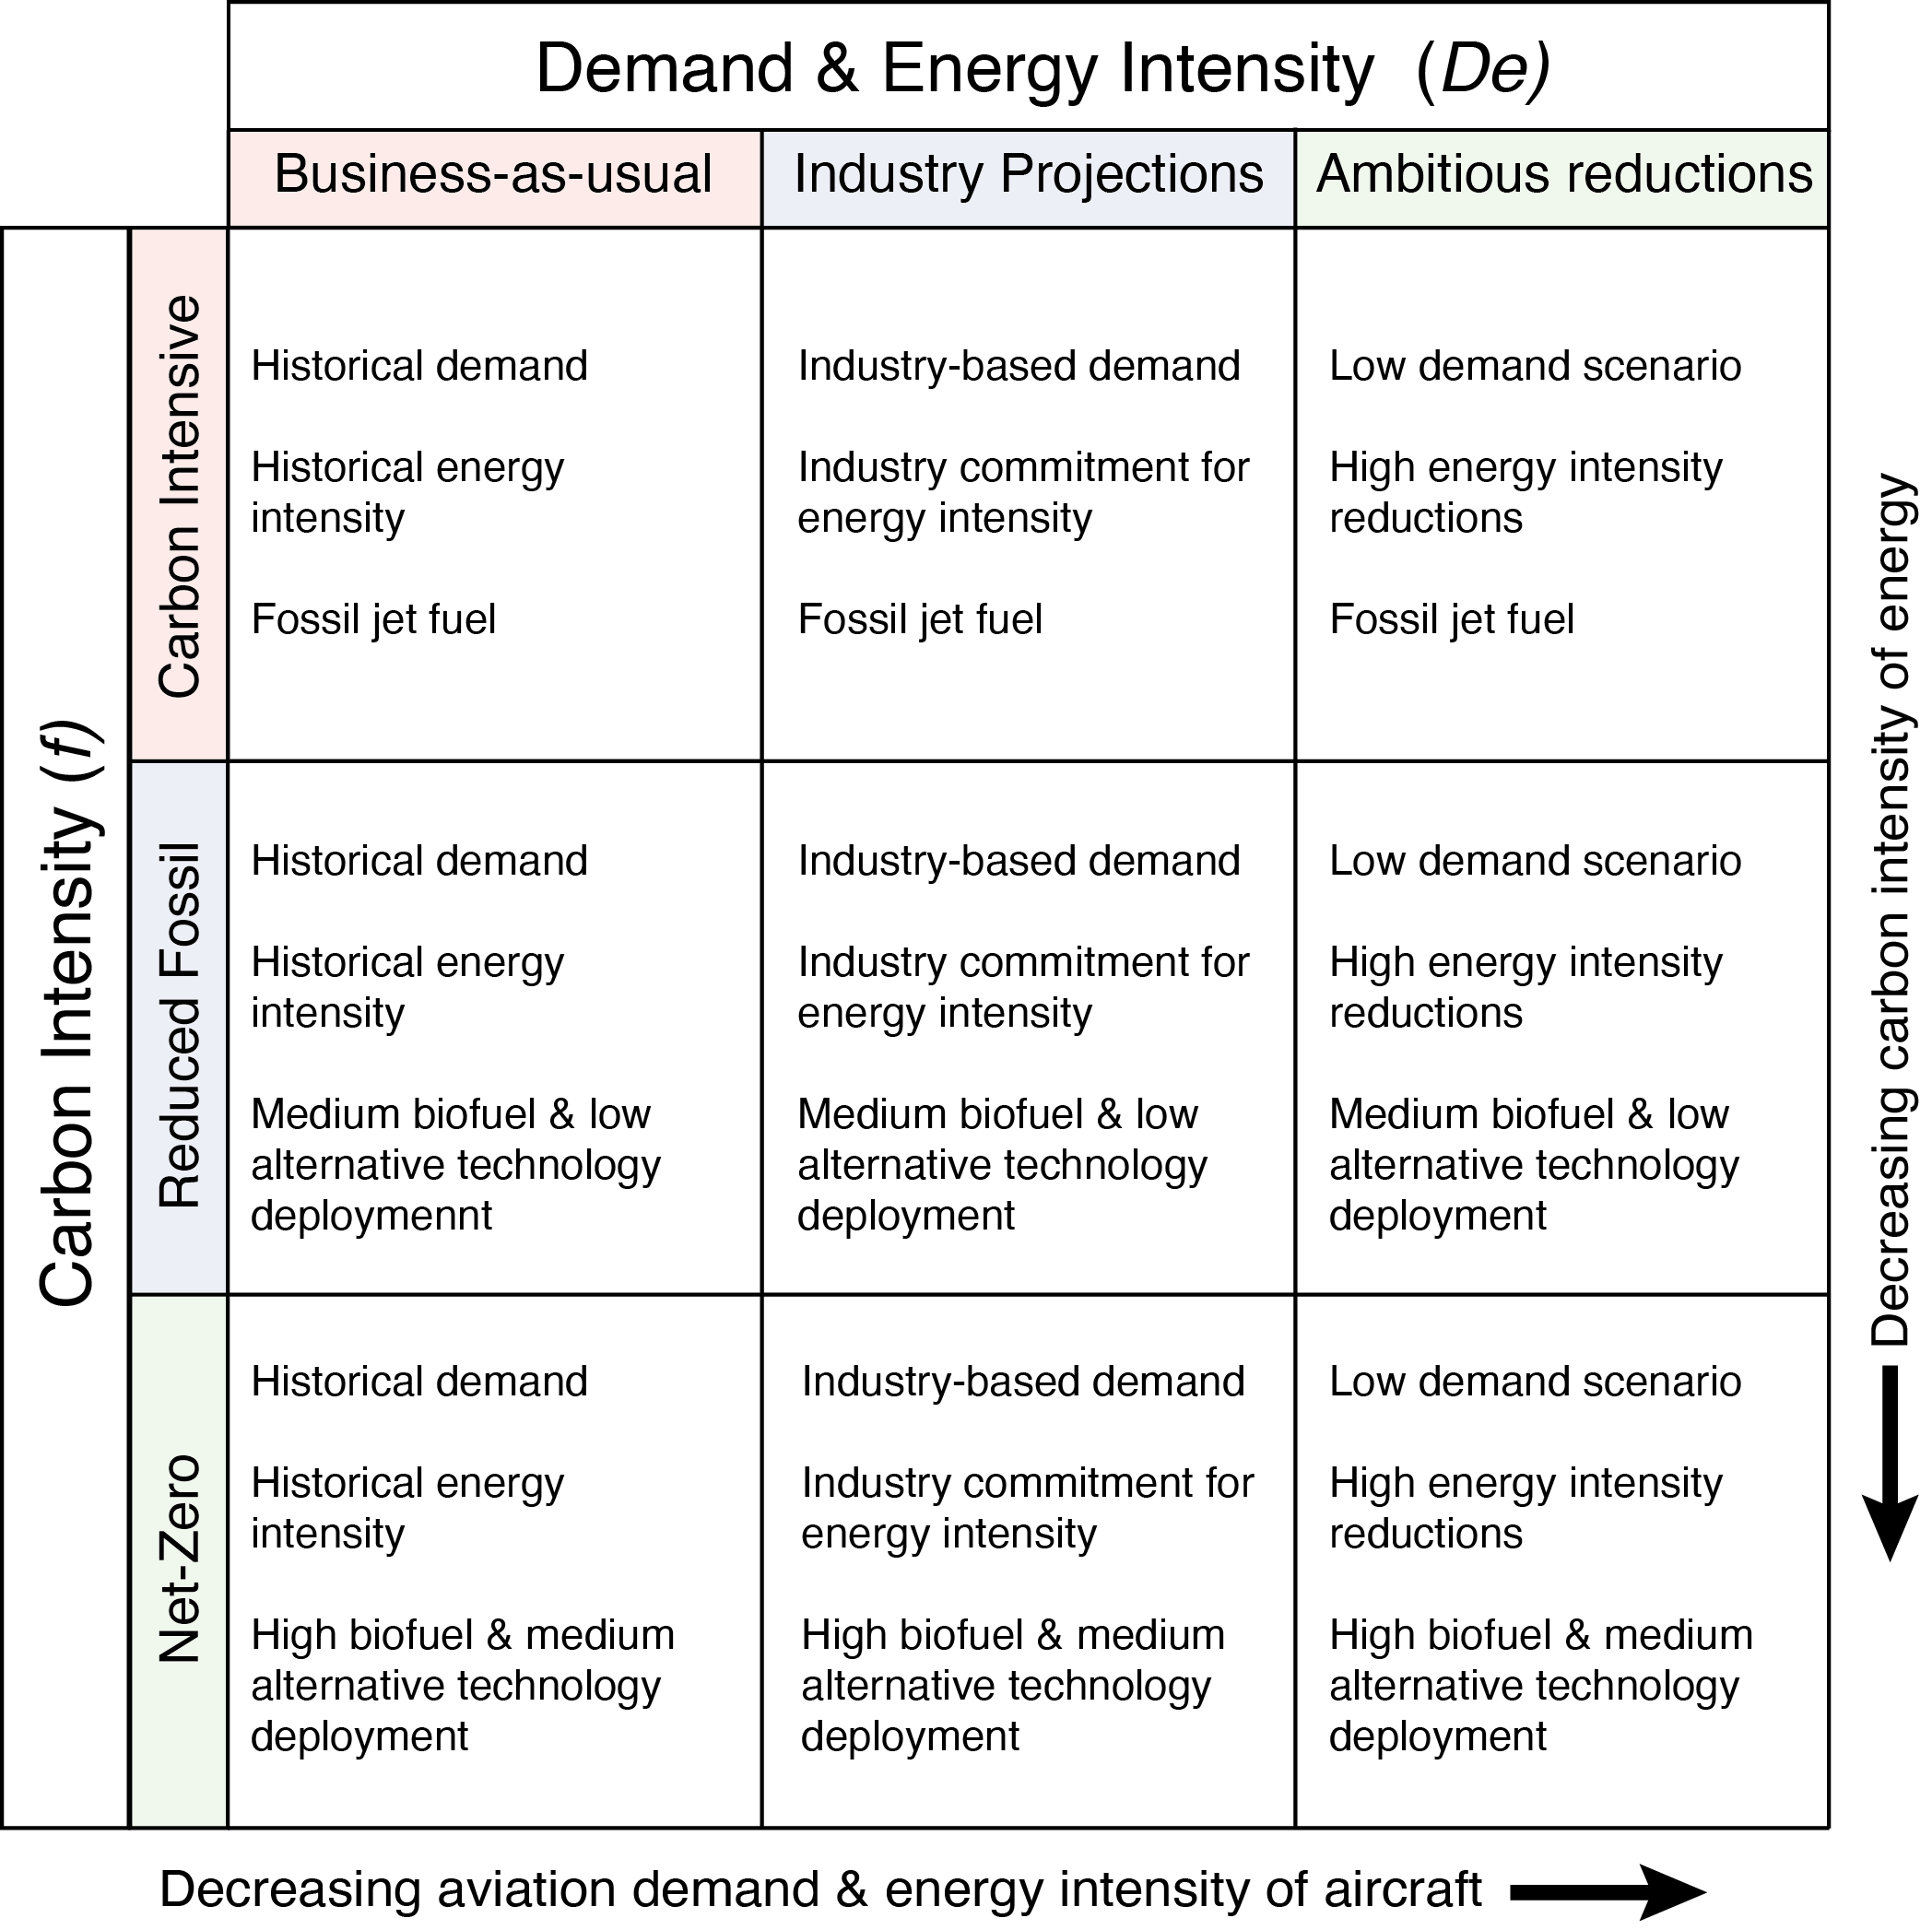 Demand & Energy Intensity (De)
Business-as-usual
Industry Projections
Ambitious reductions
Carbon Intensity (f)
Carbon Intensive
Historical demand
Historical energy
intensity
Fossil jet fuel
Industry-based demand
Industry commitment for
energy intensity
Fossil jet fuel
Low demand scenario
High energy intensity
reductions
Fossil jet fuel
Reduced Fossil
Historical demand
Historical energy
intensity
Medium biofuel & low
alternative technology
deploymennt
Industry-based demand
Industry commitment for
energy intensity
Medium biofuel & low
alternative technology
deployment
Low demand scenario
High energy intensity
reductions
Medium biofuel & low
alternative technology
deployment
Net-Zero
Historical demand
Historical energy
intensity
High biofuel & medium
alternative technology
deployment
Industry-based demand
Industry commitment for
energy intensity
High biofuel & medium
alternative technology
deployment
Low demand scenario
High energy intensity
reductions
High biofuel & medium
alternative technology
deployment
Decreasing carbon intensity of energy
Decreasing aviation demand & energy intensity of aircraft